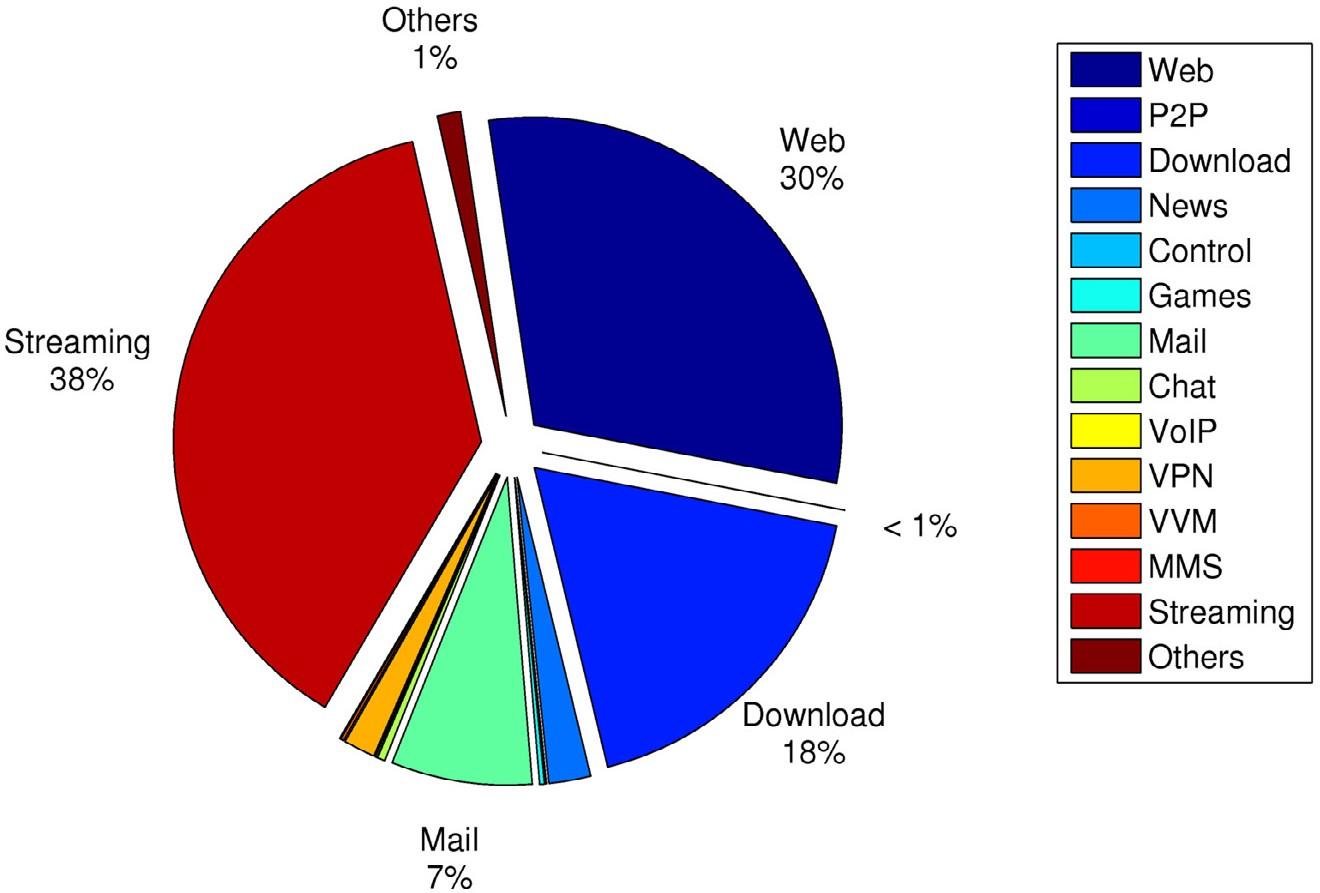 Others
1%
Web
30%
Streaming
38%
< 1%
Download
18%
Mail
7%
Web
P2P
Download
News
Control
Games
Mail
Chat
VoIP
VPN
VVM
MMS
Streaming
Others